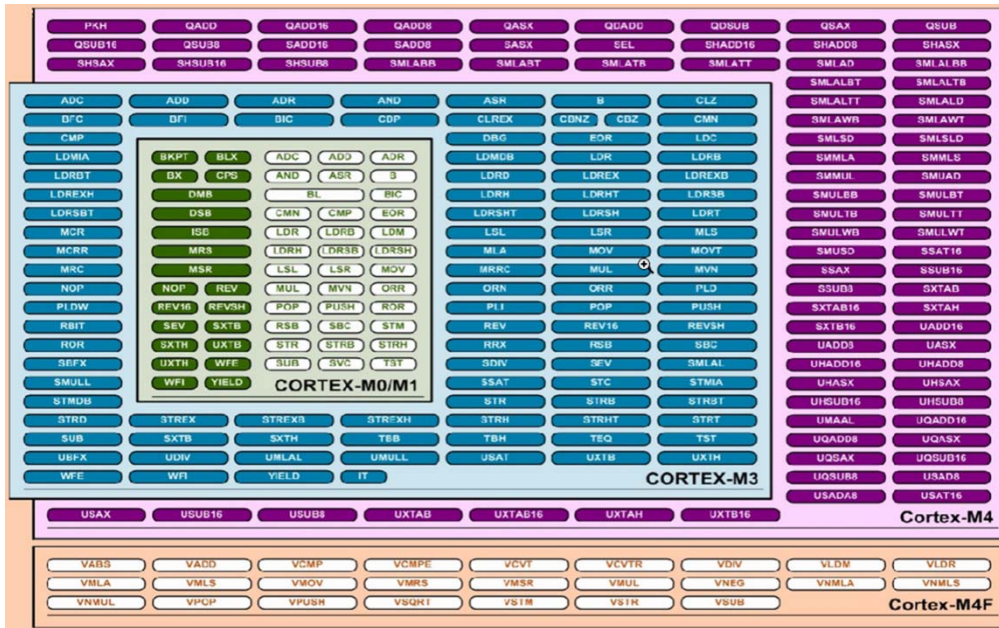 PKH QADD QADD16 QADD8 QASX QDADD QDSUB QSAX QSUB
QSUB16 QSUB8 SADD16 SADD8 SASX SEL SHADD16 SHADD8 SHASX
SHSAX SHSUB16 SHSUB8 SMLABB SMLABT SMLATB SMLATT SMLAD SMLALBB
SMLALBT SMLALTB
ADC ADD ADR AND ASR B CLZ SMLALTT SMLALD
BFC BFI BIC CDP CLREX CBNZ CBZ CMN SMLAWB SMLAWT
CMP DBG EOR LDC SMLSD SMLSLD
LDMIA BKPT BLX ADC ADD ADR LDMDB LDR LDRB SMMLA SMMLS
LDRBT BX CPS AND ASR B LDRD LDREX LDREXB SMMUL SMUAD
LDREXH DMB BL BIC LDRH LDRHT LDRSB SMULBB SMULBT
LDRSBT DSB CMN CMP EOR LDRSHT LDRSH LDRT SMULTB SMULTT
MCR ISB LDR LDRB LDM LSL LSR MLS SMULWB SMULWT
MCRR MRS LDRH LDRSB LDRSH MLA MOV MOVT SMUSD SSAT16
MRC MSR LSL LSR MOV MRRC MUL MVN SSAX SSUB16
NOP NOP REV MUL MVN ORR ORN ORR PLD SSUB8 SXTAB
PLDW REV16 REVSH POP PUSH ROR PLI POP PUSH SXTAB16 SXTAH
RBIT SEV SXTB RSB SBC STM REV REV16 REVSH SXTB16 UADD16
ROR SXTH UXTB STR STRB STRH RRX RSB SBC UADD8 UASX
SBFX UXTH WFE SUB SVC TST SDIV SEV SMLAL UHADD16 UHADD8
SMULL WFI YIELD CORTEX-M0/M1 SSAT STC STMIA UHASX UHSAX
STMDB STR STRB STRBT UHSUB16 UHSUB8
STRD STREX STREXB STREXH STRH STRHT STRT UMAAL UQADD16
SUB SXTB SXTH TBB TBH TEQ TST UQADD8 UQASX
UBFX UDIV UMLAL UMULL USAT UXTB UXTH UQSAX UQSUB16
WFE WFI YIELD IT CORTEX-M3 UQSUB8 USAD8
USADA8 USAT16
USAX USUB16 USUB8 UXTAB UXTAB16 UXTAH UXTB16 Cortex-M4
VABS VADD VCMP VCMPE VCVT VCVTR VDIV VLDM VLDR
VMLA VMLS VMOV VMRS VMSR VMUL VNEG VNMLA VNMLS
VNMUL VPOP VPUSH VSQRT VSTM VSTR VSUB Cortex-M4F